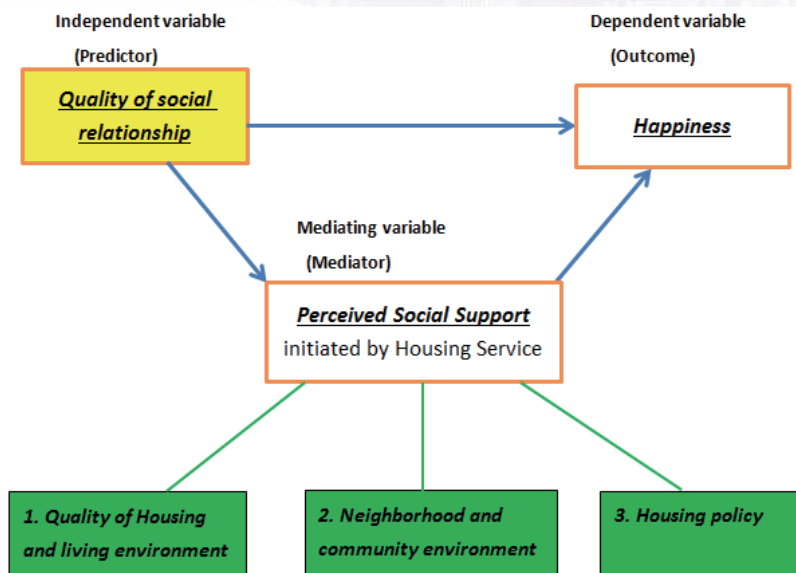 Independent variable
(Predictor)
Dependent variable
(Outcome)
Quality of social
relationship
Happiness
Mediating variable
(Mediator)
Perceived Social Support
initiated by Housing Service
1. Quality of Housing
and living environment
2. Neighborhood and
community environment
3. Housing policy